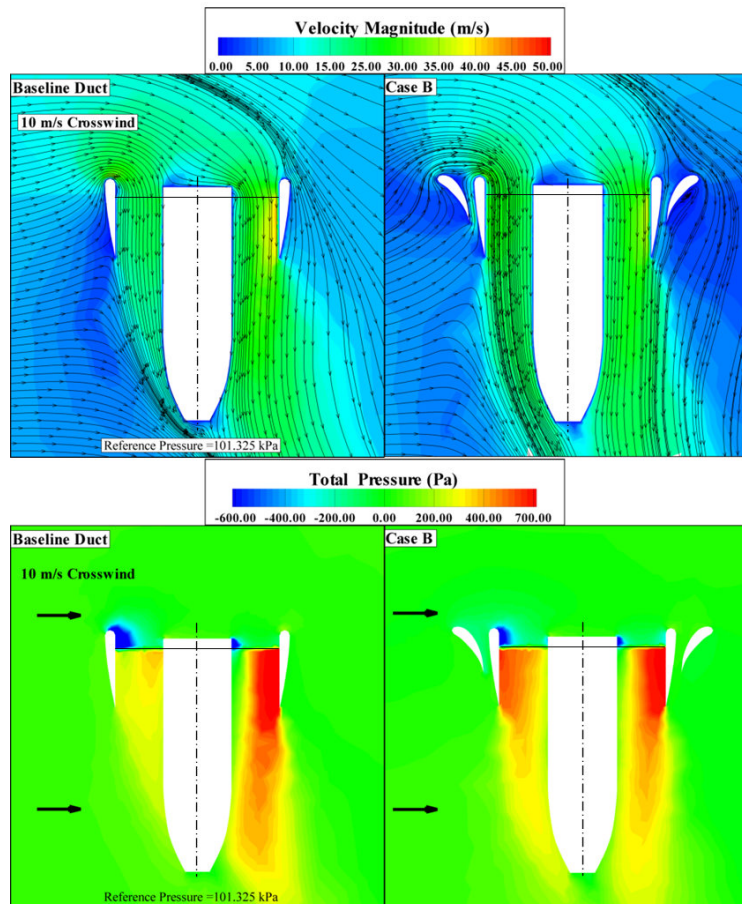 Velocity Magnitude (m/s)
0.00 5.00 10.00 15.00 20.00 25.00 30.00 35.00 40.00 45.00 50.00
Baseline Duct
Case B
10 m/s Crosswind
Reference Pressure =101.325 kPa
Total Pressure (Pa)
-600.00 -400.00 -200.00 0.00 200.00 400.00 700.00
Baseline Duct
Case B
10 m/s Crosswind
Reference Pressure =101.325 kPa